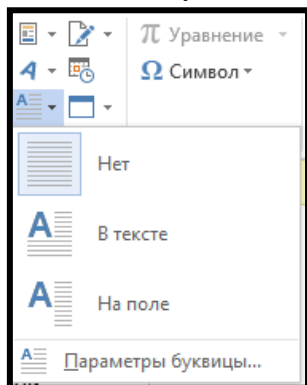 π Уравнение
Ω Символ
Нет
В тексте
На поле
Параметры буквицы...